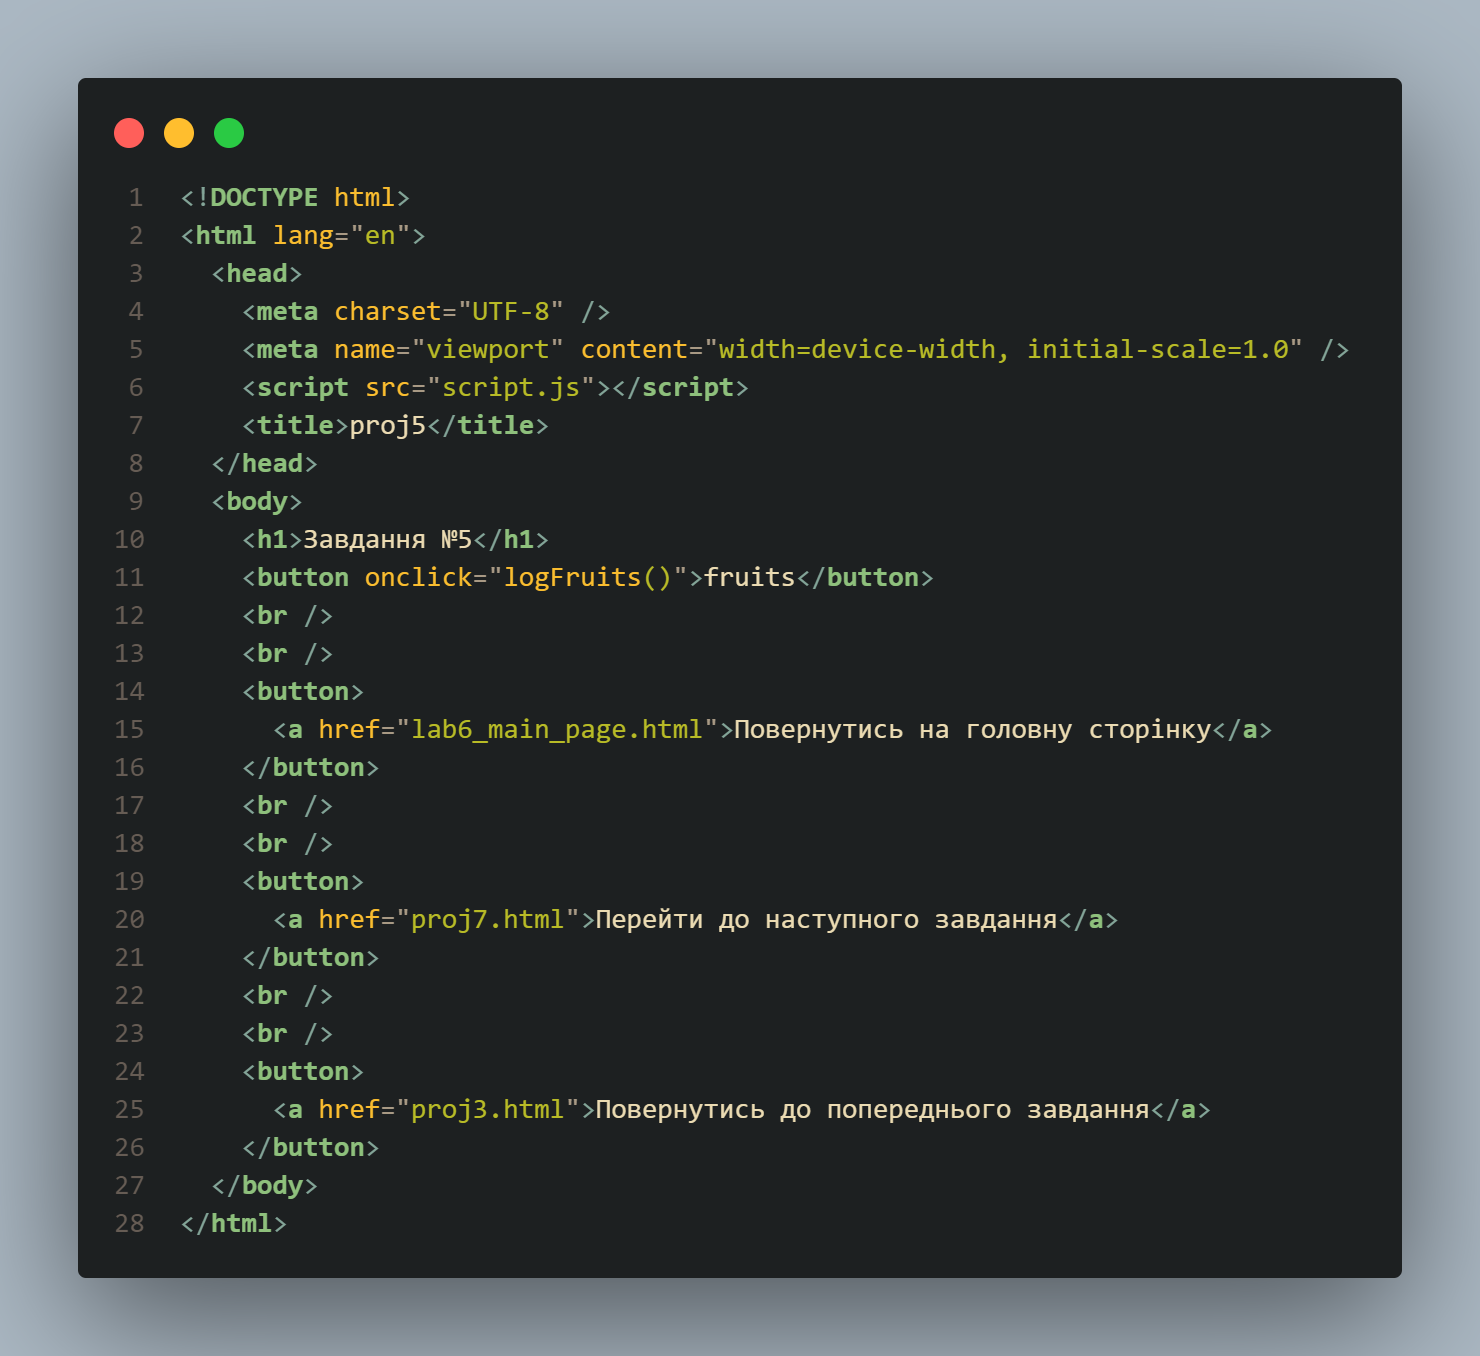 1 <!DOCTYPE html>
2 <html lang="en">
3   <head>
4     <meta charset="UTF-8" />
5     <meta name="viewport" content="width=device-width, initial-scale=1.0" />
6     <script src="script.js"></script>
7     <title>proj5</title>
8   </head>
9   <body>
10     <h1>Завдання №5</h1>
11     <button onclick="logFruits()">fruits</button>
12     <br />
13     <br />
14     <button>
15       <a href="lab6_main_page.html">Повернутись на головну сторінку</a>
16     </button>
17     <br />
18     <br />
19     <button>
20       <a href="proj7.html">Перейти до наступного завдання</a>
21     </button>
22     <br />
23     <br />
24     <button>
25       <a href="proj3.html">Повернутись до попереднього завдання</a>
26     </button>
27   </body>
28 </html>